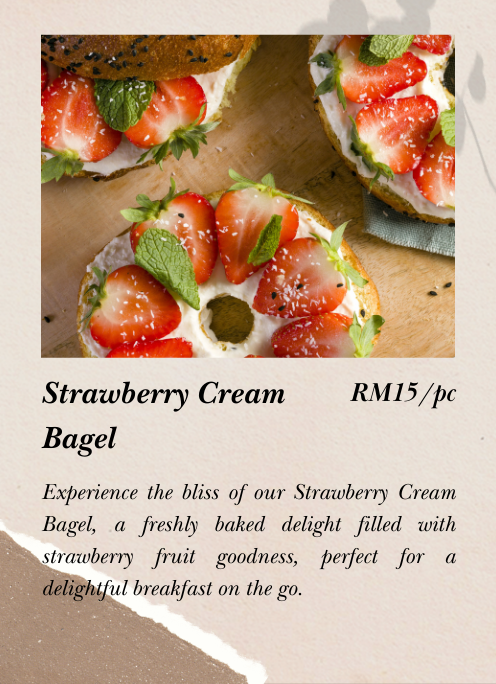 Strawberry Cream Bagel RM15/pc
Experience the bliss of our Strawberry Cream
Bagel, a freshly baked delight filled with
strawberry fruit goodness, perfect for a
delightful breakfast on the go.